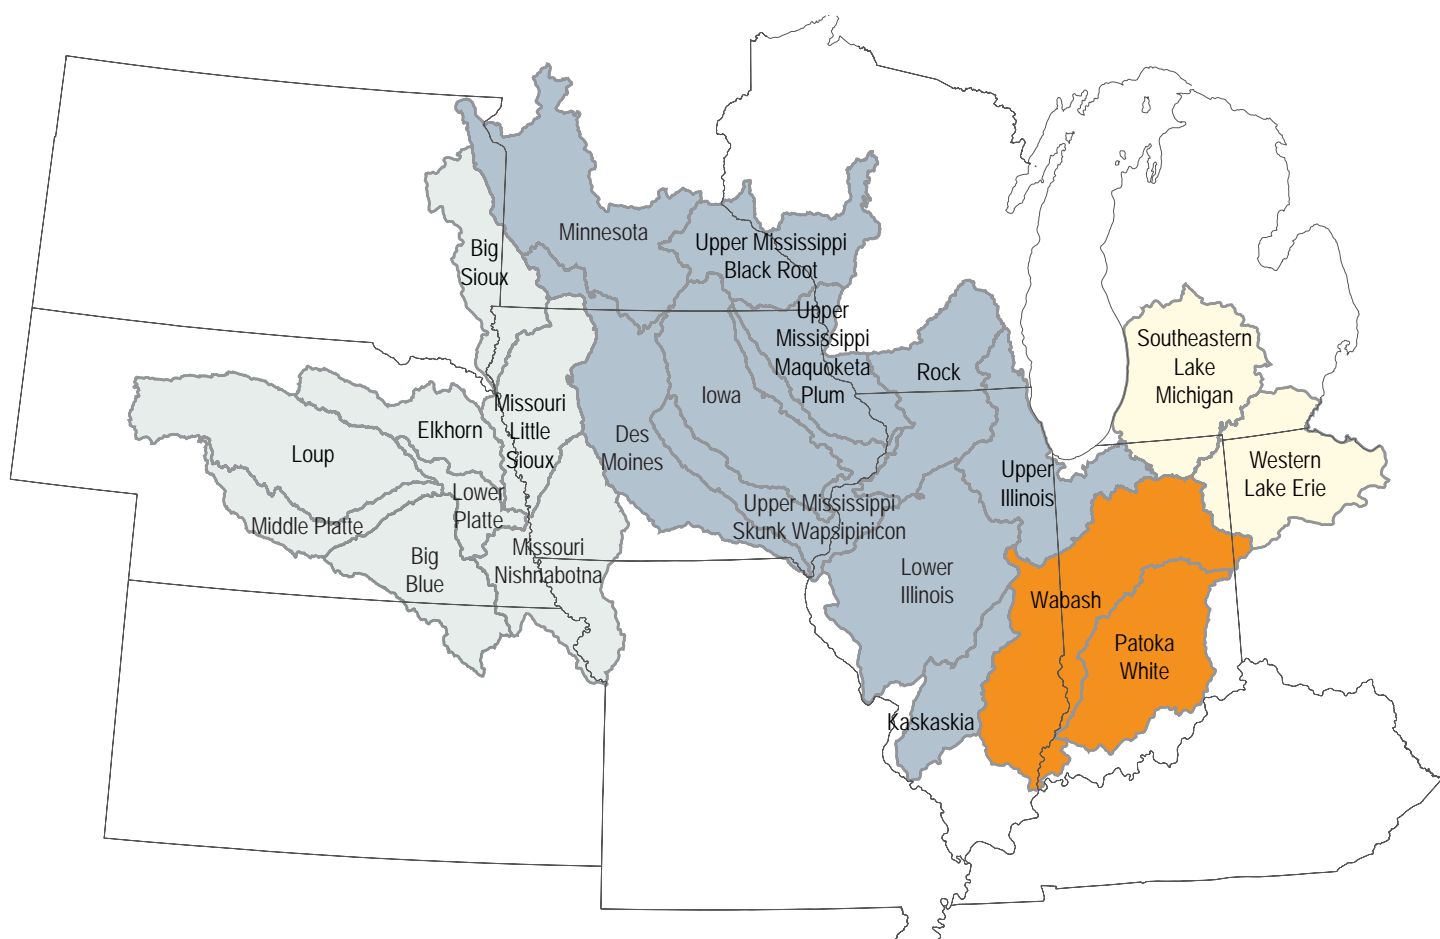 Minnesota
Upper Mississippi
Black Root
Big
Sioux
Upper
Mississippi
Maquoketa
Plum
Southeastern
Lake
Michigan
Rock
Iowa
Missouri
Little
Sioux
Elkhorn
Loup
Des
Moines
Upper
Illinois
Western
Lake Erie
Lower
Platte
Middle Platte
Upper Mississippi
Skunk Wapsipinicon
Big
Blue
Missouri
Nishnabotna
Lower
Illinois
Wabash
Patoka
White
Kaskaskia